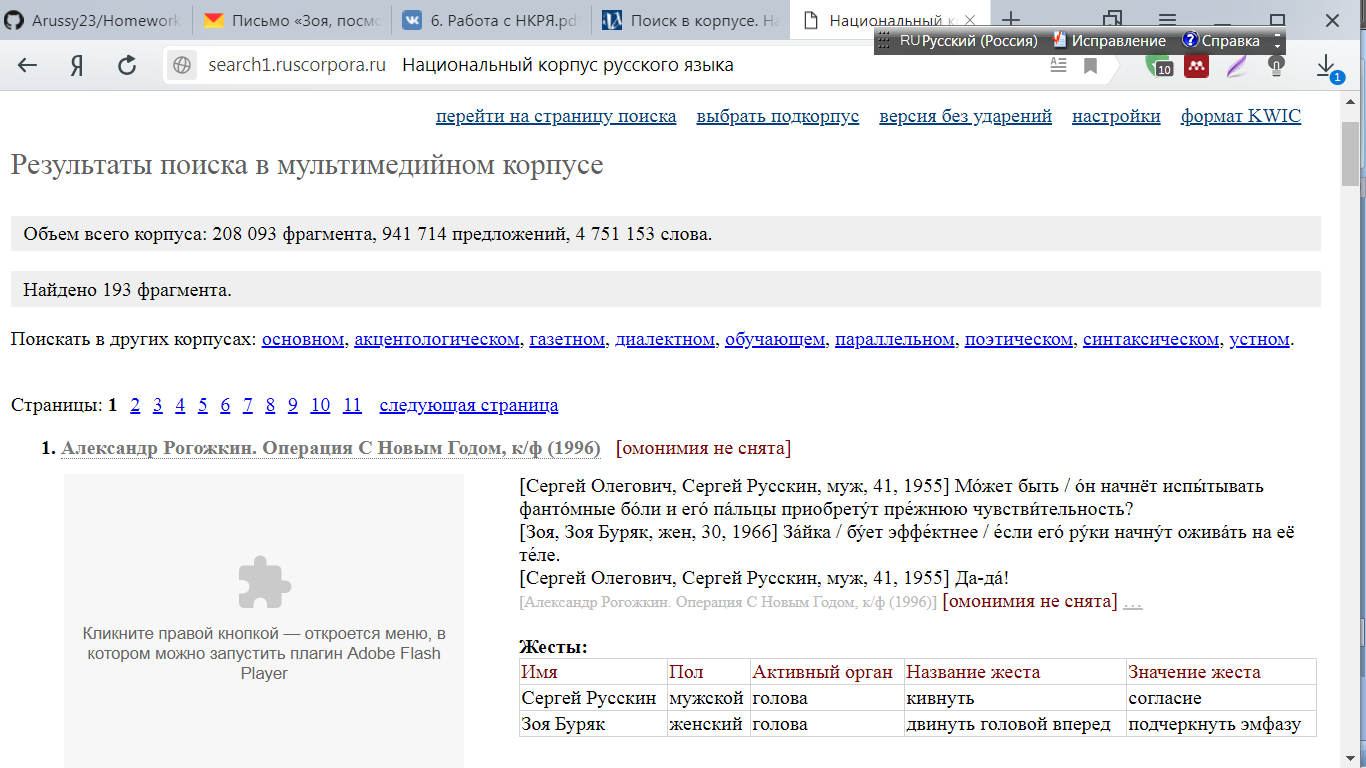 Arussy23/Homework
Письмо «Зоя, посмо
6. Работа с НКРЯ.pdf
Поиск в корпусе. На
Национальный к
RU Русский (Россия) Исправление Справка
Я search1.ruscorpora.ru Национальный корпус русского языка 10 1
перейти на страницу поиска выбрать подкорпус версия без ударений настройки формат KWIC
Результаты поиска в мультимедийном корпусе
Объем всего корпуса: 208 093 фрагмента, 941 714 предложений, 4 751 153 слова.
Найдено 193 фрагмента.
Поискать в других корпусах: основном, акцентологическом, газетном, диалектном, обучающем, параллельном, поэтическом, синтаксическом, устном.
Страницы: 1 2 3 4 5 6 7 8 9 10 11 следующая страница
1. Александр Рогожкин. Операция С Новым Годом, к/ф (1996) [омонимия не снята]
Кликните правой кнопкой — откроется меню, в
котором можно запустить плагин Adobe Flash
Player
[Сергей Олегович, Сергей Русскин, муж, 41, 1955] Мо́жет быть / о́н начнёт испы́тывать
фанто́мные бо́ли и его́ па́льцы приобрету́т пре́жнюю чувстви́тельность?
[Зоя, Зоя Буряк, жен, 30, 1966] За́йка / бу́ет эффе́ктнее / е́сли его́ ру́ки начну́т ожива́ть на её
те́ле.
[Сергей Олегович, Сергей Русскин, муж, 41, 1955] Да-да́!
[Александр Рогожкин. Операция С Новым Годом, к/ф (1996)] [омонимия не снята] ...
Жесты:
Имя Пол Активный орган Название жеста Значение жеста
Сергей Русскин мужской голова кивнуть согласие
Зоя Буряк женский голова двинуть головой вперед подчеркнуть эмфазу